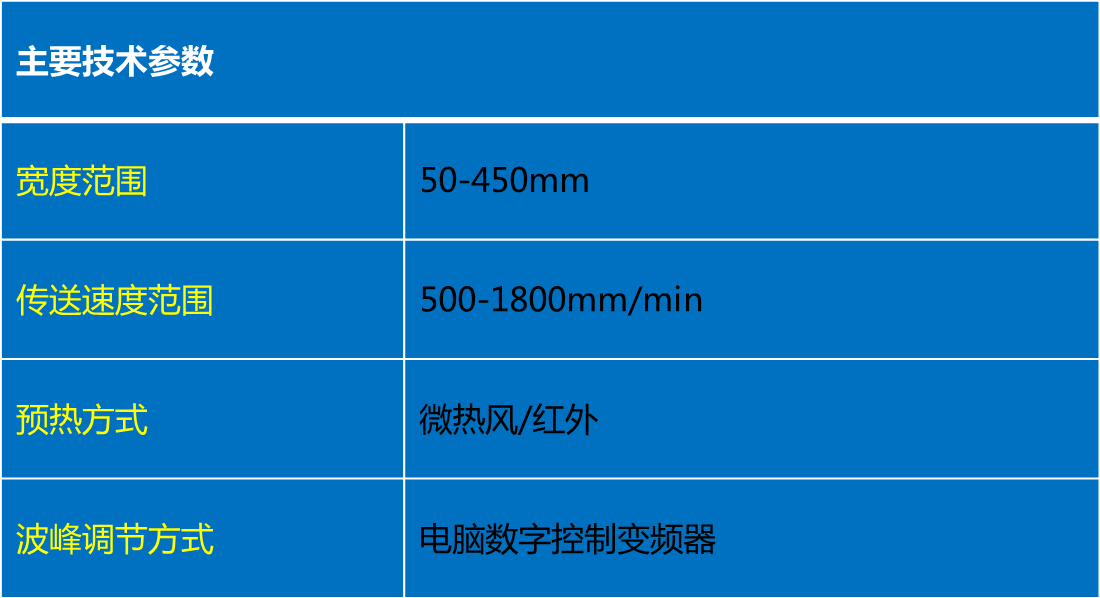 主要技术参数
宽度范围 50-450mm
传送速度范围 500-1800mm/min
预热方式 微热风/红外
波峰调节方式 电脑数字控制变频器